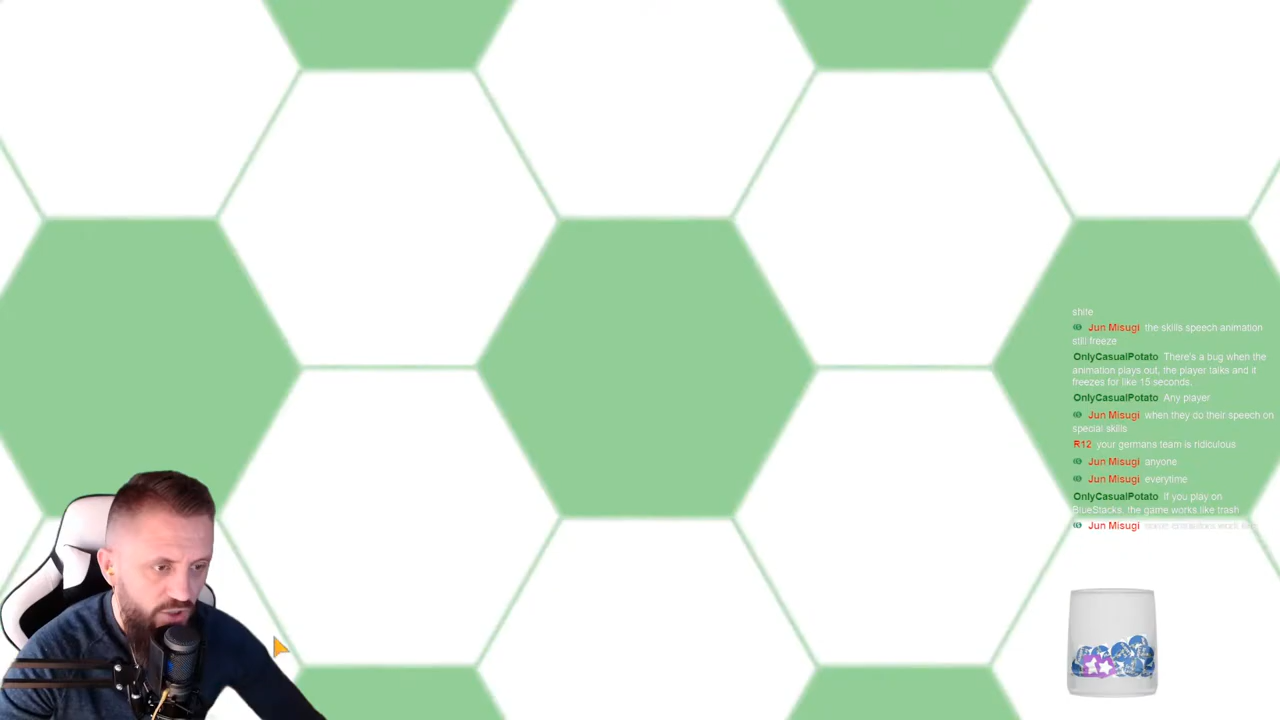 shite
Jun Misugi the skills speech animation
still freeze
OnlyCasualPotato There's a bug when the
animation plays out, the player talks and it
freezes for like 15 seconds.
OnlyCasualPotato Any player
Jun Misugi when they do their speech on
special skills
R12 your germans team is ridiculous
Jun Misugi anyone
Jun Misugi everytime
OnlyCasualPotato If you play on
BlueStacks, the game works like trash
Jun Misugi